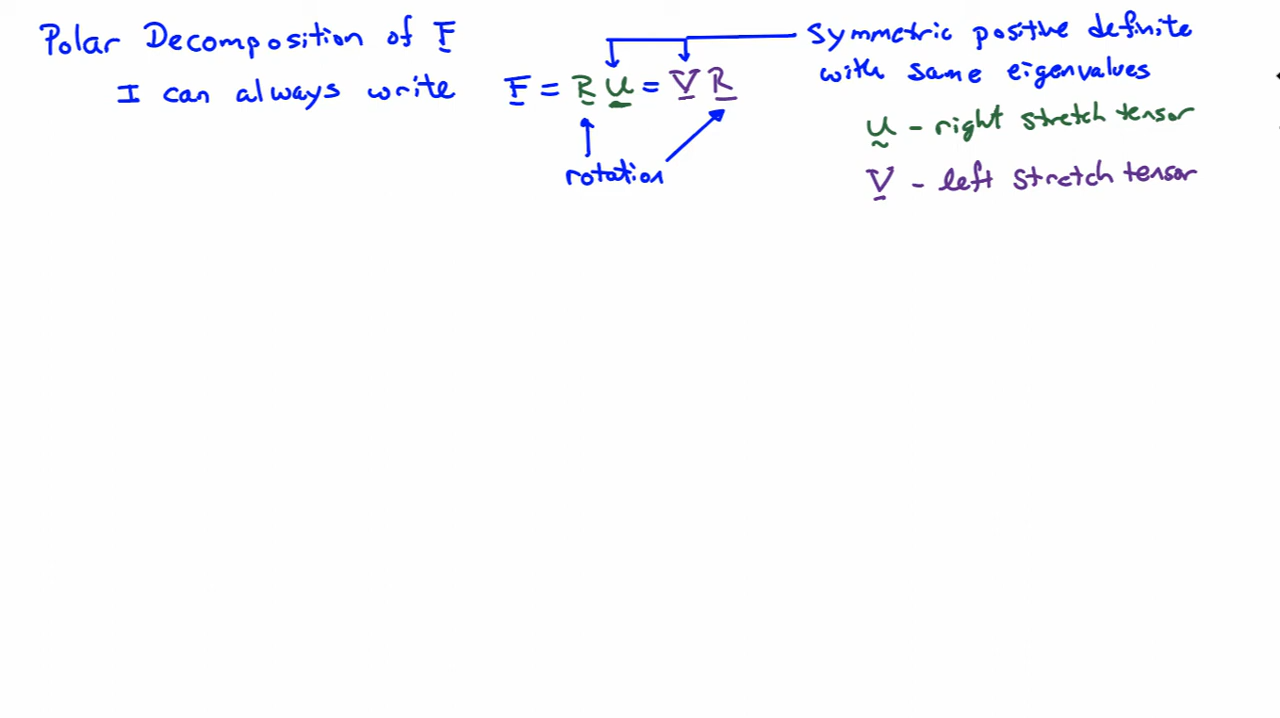 Polar Decomposition of F
I can always write F = R U = V R
rotation
Symmetric positive definite
with same eigenvalues
U - right stretch tensor
V - left stretch tensor